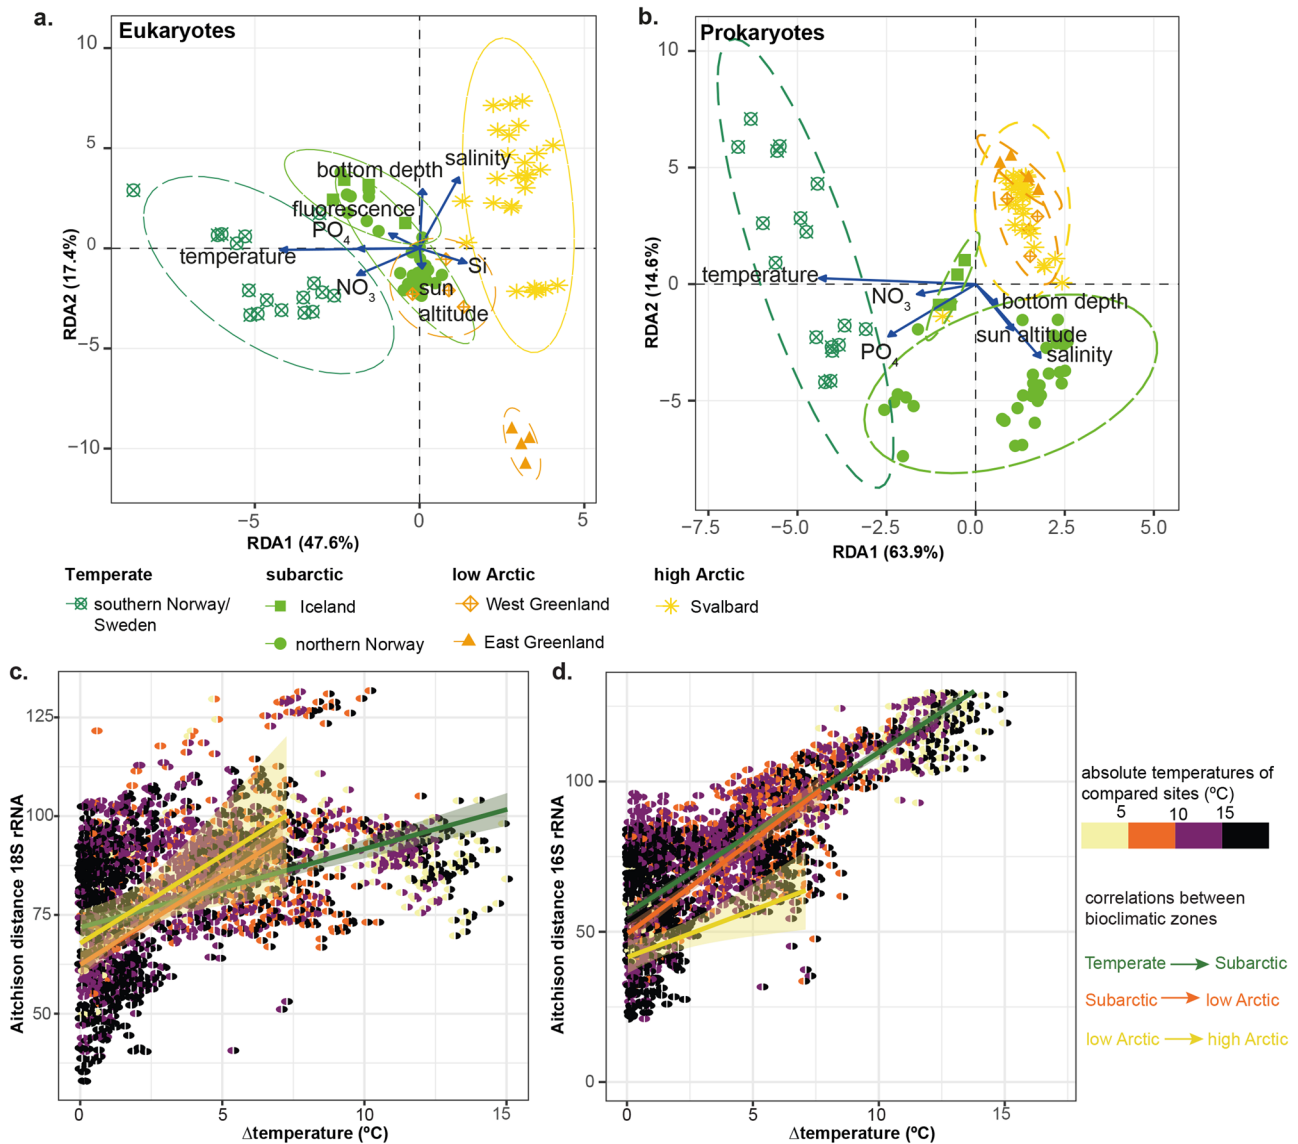 a.
Eukaryotes
10
5
0
−5
−10
RDA2 (17.4%)
bottom depth
salinity
fluorescence
PO4
temperature
NO3
Si
sun
altitude
−5
0
5
RDA1 (47.6%)
b.
Prokaryotes
10
5
0
−5
RDA2 (14.6%)
temperature
NO3
PO4
bottom depth
sun altitude
salinity
−7.5
−5.0
−2.5
0.0
2.5
5.0
RDA1 (63.9%)
Temperate
subarctic
low Arctic
high Arctic
southern Norway/
Sweden
Iceland
northern Norway
West Greenland
East Greenland
Svalbard
c.
125
100
75
50
Aitchison distance 18S rRNA
0
5
10
15
Δtemperature (ºC)
d.
100
50
0
Aitchison distance 16S rRNA
0
5
10
15
Δtemperature (ºC)
absolute temperatures of
compared sites (ºC)
5
10
15
correlations between
bioclimatic zones
Temperate → Subarctic
Subarctic → low Arctic
low Arctic → high Arctic